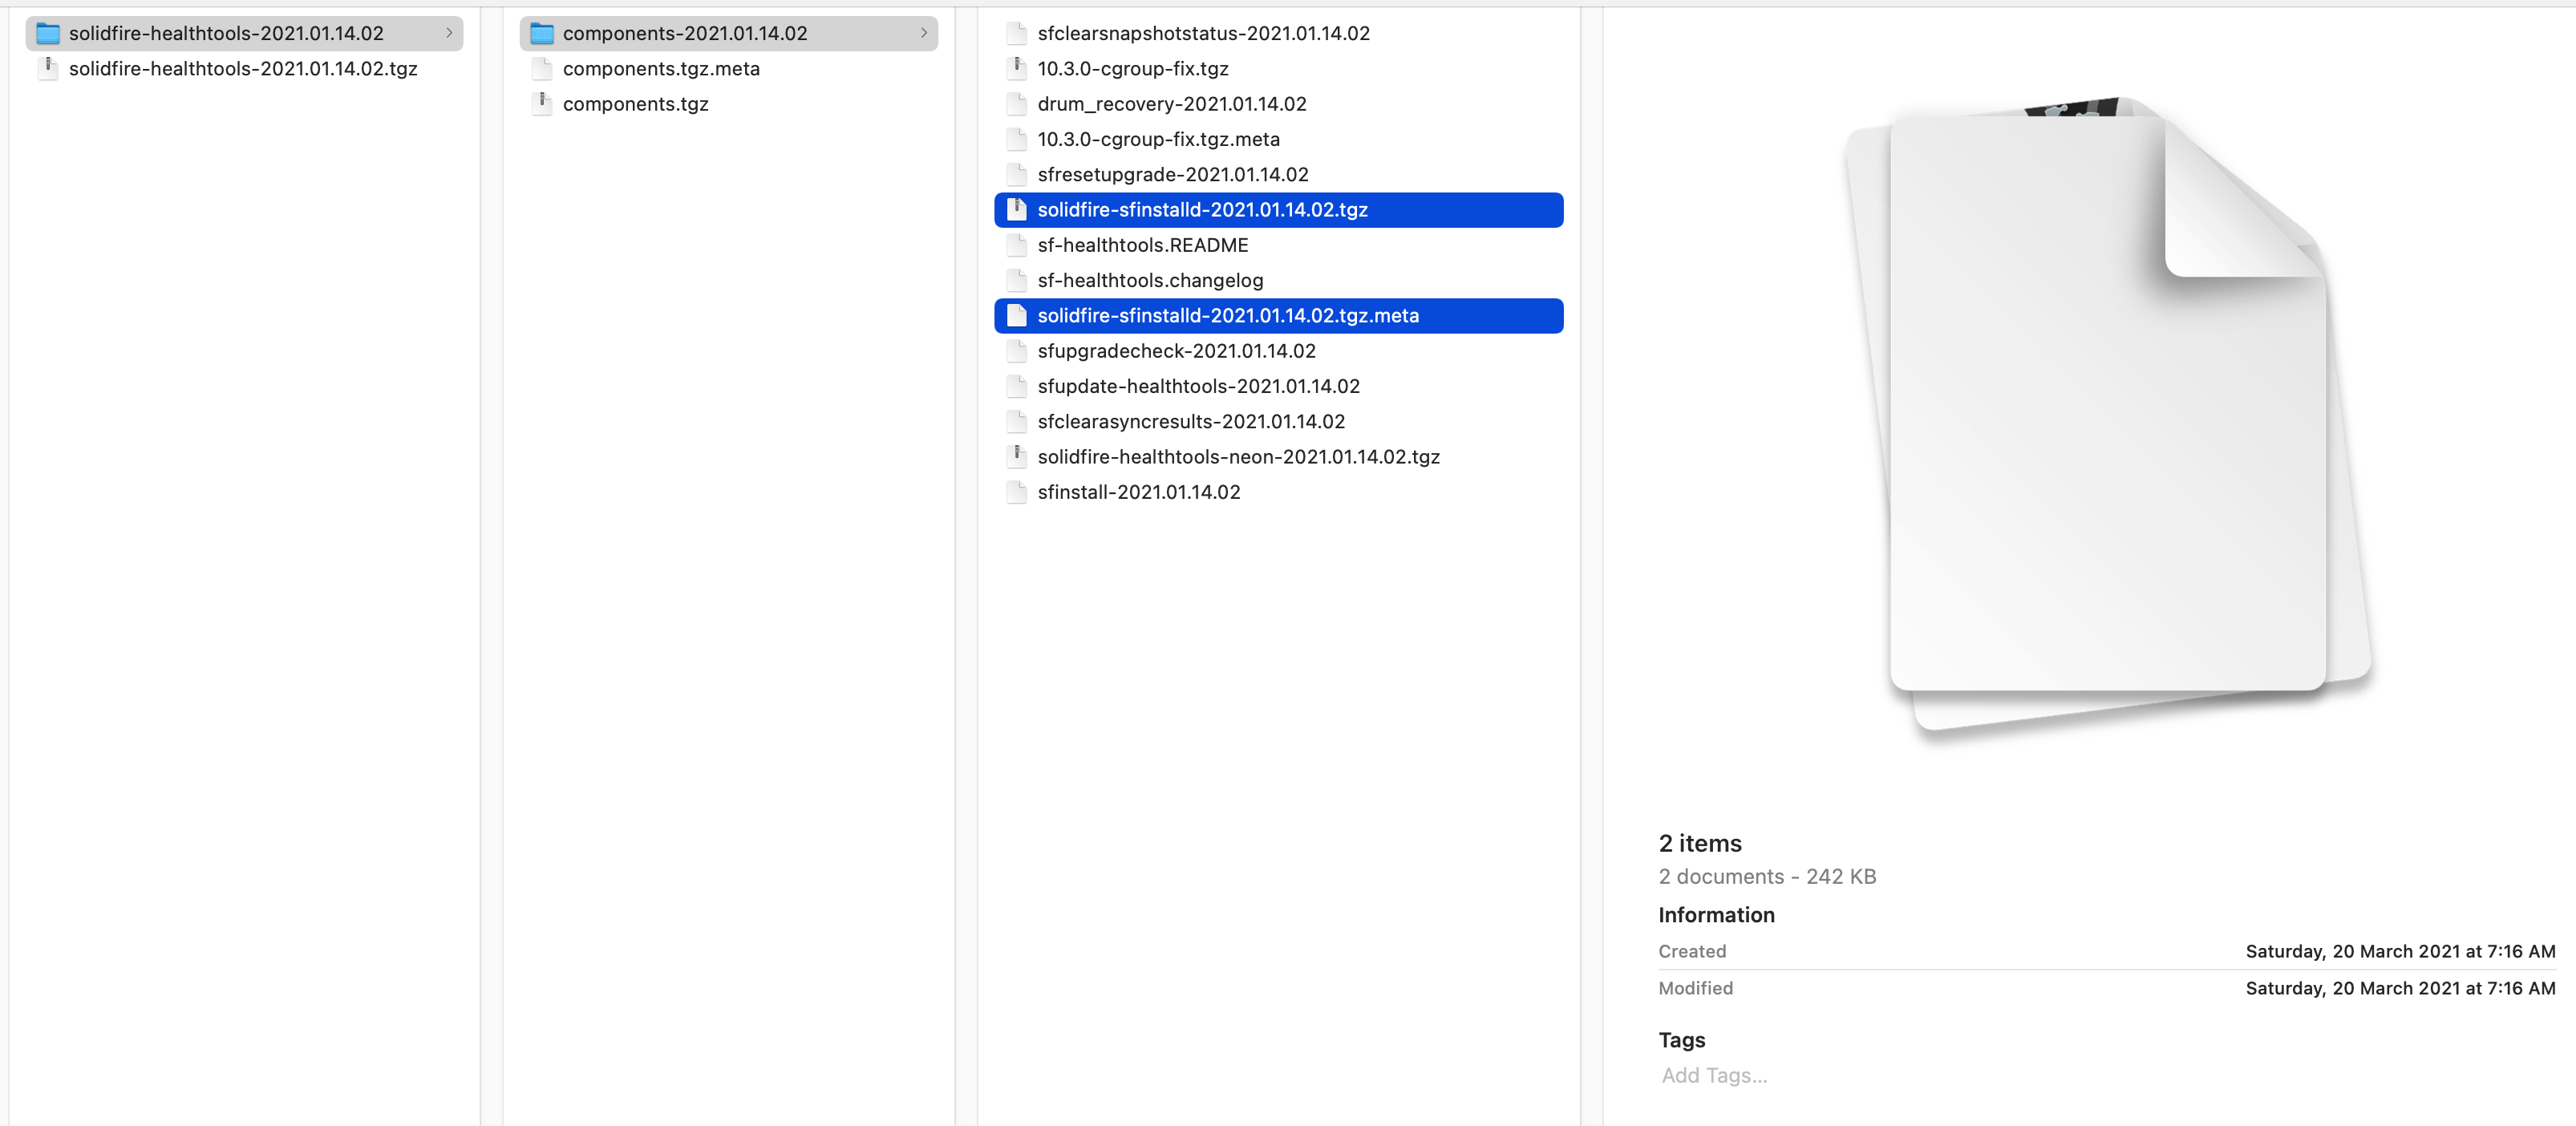 solidfire-healthtools-2021.01.14.02
solidfire-healthtools-2021.01.14.02.tgz
components-2021.01.14.02
components.tgz.meta
components.tgz
sfclearsnapshotstatus-2021.01.14.02
10.3.0-cgroup-fix.tgz
drum_recovery-2021.01.14.02
10.3.0-cgroup-fix.tgz.meta
sfresetupgrade-2021.01.14.02
solidfire-sfinstalld-2021.01.14.02.tgz
sf-healthtools.README
sf-healthtools.changelog
solidfire-sfinstalld-2021.01.14.02.tgz.meta
sfupgradecheck-2021.01.14.02
sfupdate-healthtools-2021.01.14.02
sfclearasyncresults-2021.01.14.02
solidfire-healthtools-neon-2021.01.14.02.tgz
sfinstall-2021.01.14.02
2 items
2 documents - 242 KB
Information
Created Saturday, 20 March 2021 at 7:16 AM
Modified Saturday, 20 March 2021 at 7:16 AM
Tags
Add Tags...